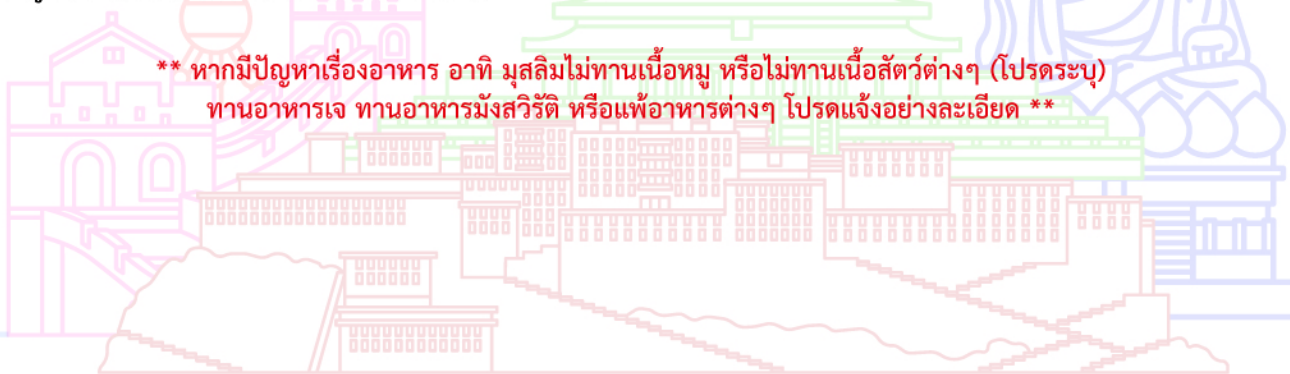 ** หากมีปัญหาเรื่องอาหาร อาทิ มุสลิมไม่ทานเนื้อหมู หรือไม่ทานเนื้อสัตว์ต่างๆ (โปรดระบุ)
ทานอาหารเจ ทานอาหารมังสวิรัติ หรือแพ้อาหารต่างๆ โปรดแจ้งอย่างละเอียด **